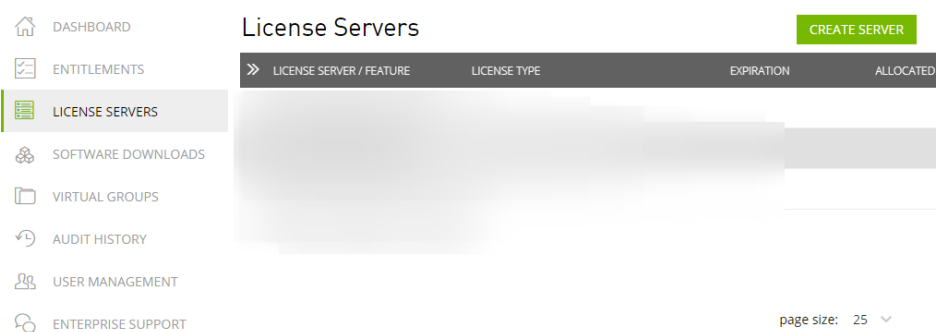 DASHBOARD
ENTITLEMENTS
LICENSE SERVERS
SOFTWARE DOWNLOADS
VIRTUAL GROUPS
AUDIT HISTORY
USER MANAGEMENT
ENTERPRISE SUPPORT
License Servers
CREATE SERVER
LICENSE SERVER / FEATURE LICENSE TYPE EXPIRATION ALLOCATED
page size: 25